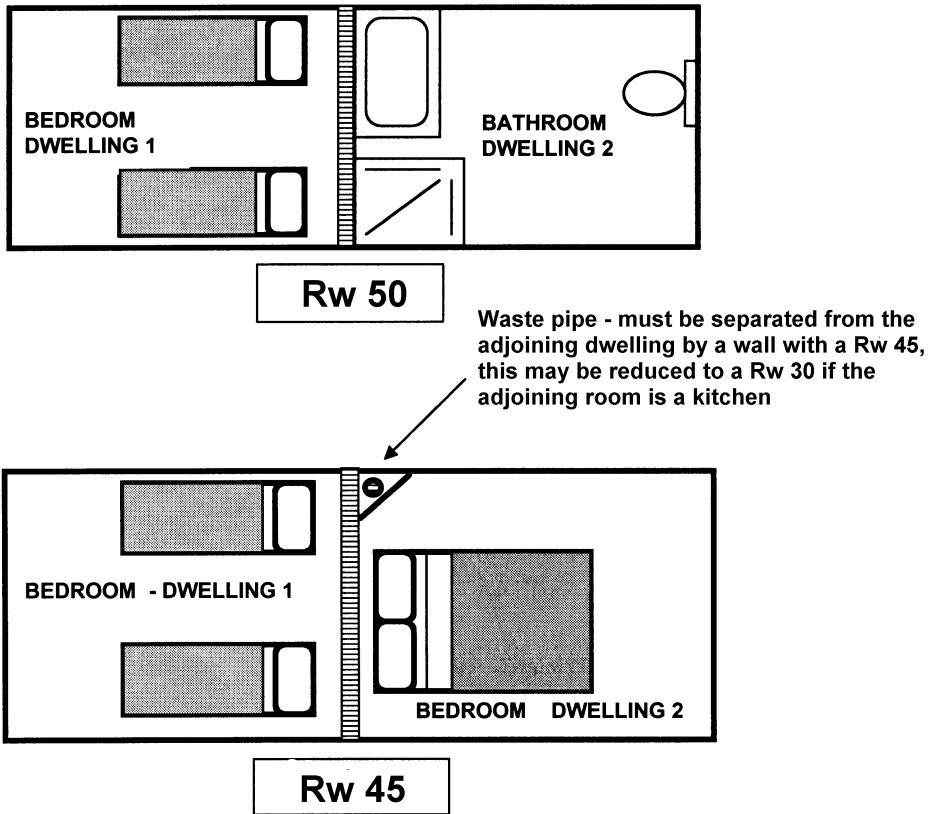 BEDROOM
DWELLING 1
BATHROOM
DWELLING 2
Rw 50
Waste pipe - must be separated from the
adjoining dwelling by a wall with a Rw 45,
this may be reduced to a Rw 30 if the
adjoining room is a kitchen
BEDROOM - DWELLING 1
BEDROOM DWELLING 2
Rw 45